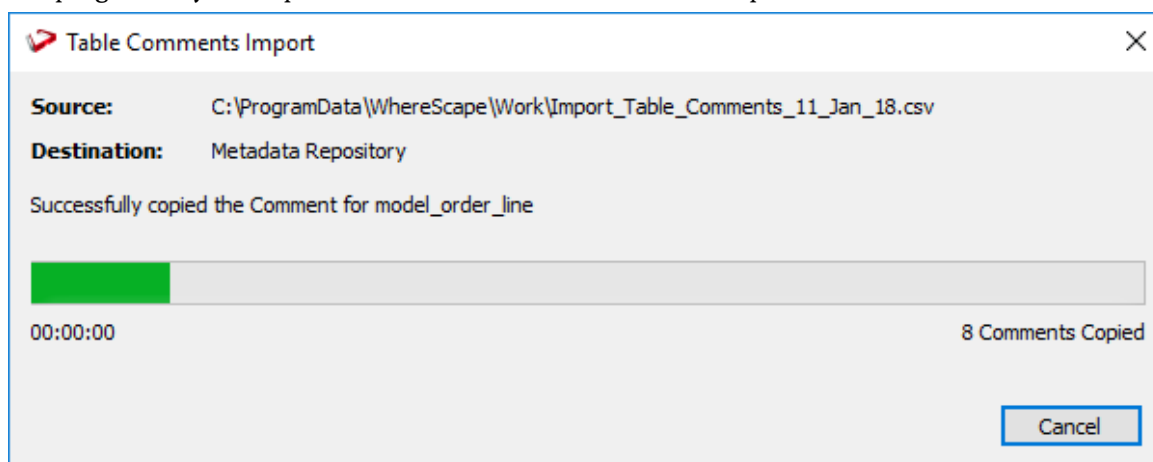 Table Comments Import
Source: C:\ProgramData\WhereScape\Work\Import_Table_Comments_11_Jan_18.csv
Destination: Metadata Repository
Successfully copied the Comment for model_order_line
00:00:00 8 Comments Copied
Cancel